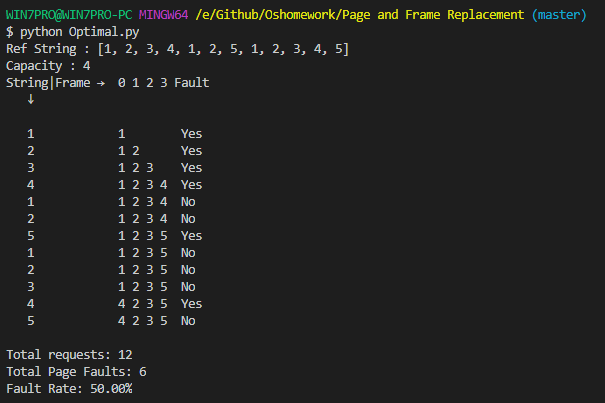 WIN7PRO@WIN7PRO-PC MINGW64 /e/Github/Oshomework/Page and Frame Replacement (master)
$ python Optimal.py
Ref String : [1, 2, 3, 4, 1, 2, 5, 1, 2, 3, 4, 5]
Capacity : 4
String|Frame → 0 1 2 3 Fault
↓
1 1 Yes
2 1 2 Yes
3 1 2 3 Yes
4 1 2 3 4 Yes
1 1 2 3 4 No
2 1 2 3 4 No
5 1 2 3 5 Yes
1 1 2 3 5 No
2 1 2 3 5 No
3 1 2 3 5 No
4 4 2 3 5 Yes
5 4 2 3 5 No
Total requests: 12
Total Page Faults: 6
Fault Rate: 50.00%